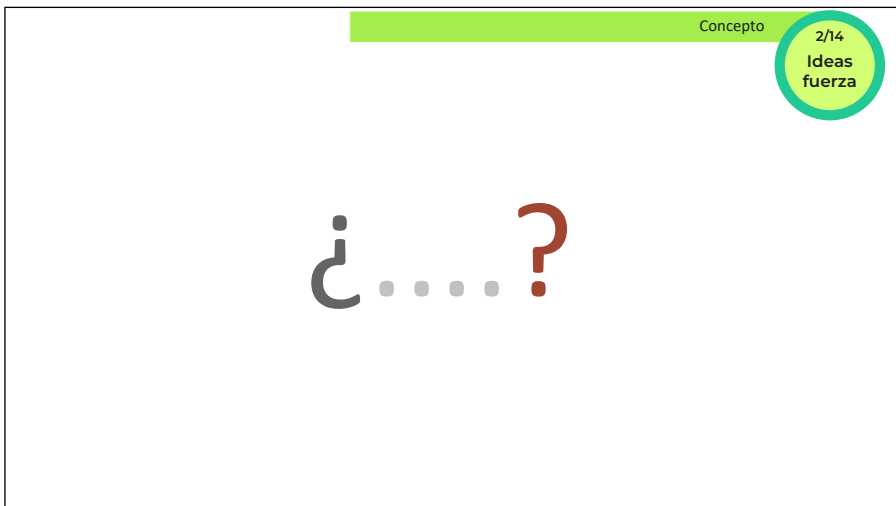 Concepto
2/14
Ideas
fuerza
¿....?